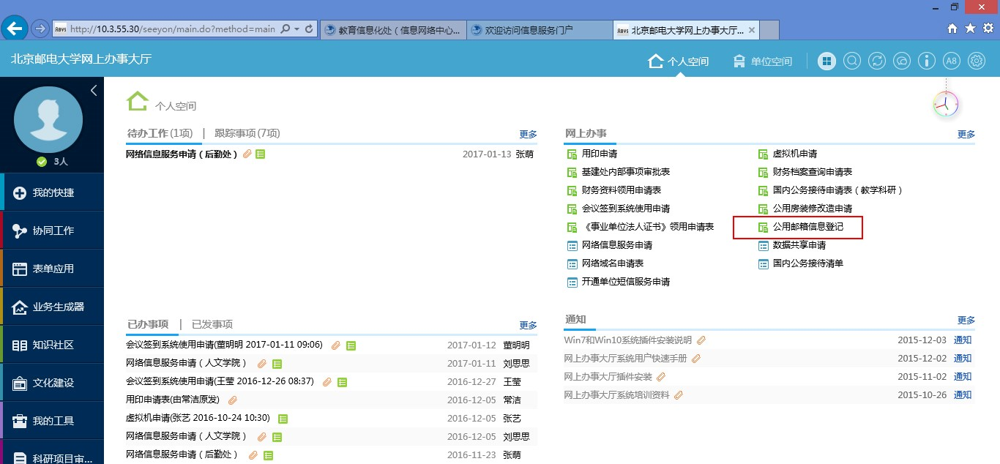 http://10.3.55.30/seeyon/main.do?method=main
教育信息化处（信息网络中心...
欢迎访问信息服务门户
北京邮电大学网上办事大厅...
北京邮电大学网上办事大厅
个人空间
单位空间
A8
3人
我的快捷
协同工作
表单应用
业务生成器
知识社区
文化建设
我的工具
科研项目审...
个人空间
待办工作(1项) | 跟踪事项(7项) 更多
网络信息服务申请（后勤处） 2017-01-13 张萌
网上办事 更多
用印申请 虚拟机申请
基建处内部事项审批表 财务档案查询申请表
财务资料领用申请表 国内公务接待申请表（教学科研）
会议签到系统使用申请 公用房装修改造申请
《事业单位法人证书》领用申请表 公用邮箱信息登记
网络信息服务申请 数据共享申请
网络域名申请表 国内公务接待清单
开通单位短信服务申请
已办事项 | 已发事项 更多
会议签到系统使用申请(董明明 2017-01-11 09:06) 2017-01-12 董明明
网络信息服务申请（人文学院） 2017-01-11 刘思思
会议签到系统使用申请(王莹 2016-12-26 08:37) 2016-12-27 王莹
用印申请表(由常洁原发) 2016-12-05 常洁
虚拟机申请(张艺 2016-10-24 10:30) 2016-12-05 张艺
网络信息服务申请（人文学院） 2016-12-05 刘思思
网络信息服务申请（后勤处） 2016-11-23 张萌
通知 更多
Win7和Win10系统插件安装说明 2015-12-03 通知
网上办事大厅系统用户快速手册 2015-12-02 通知
网上办事大厅插件安装 2015-11-02 通知
网上办事大厅系统培训资料 2015-10-26 通知